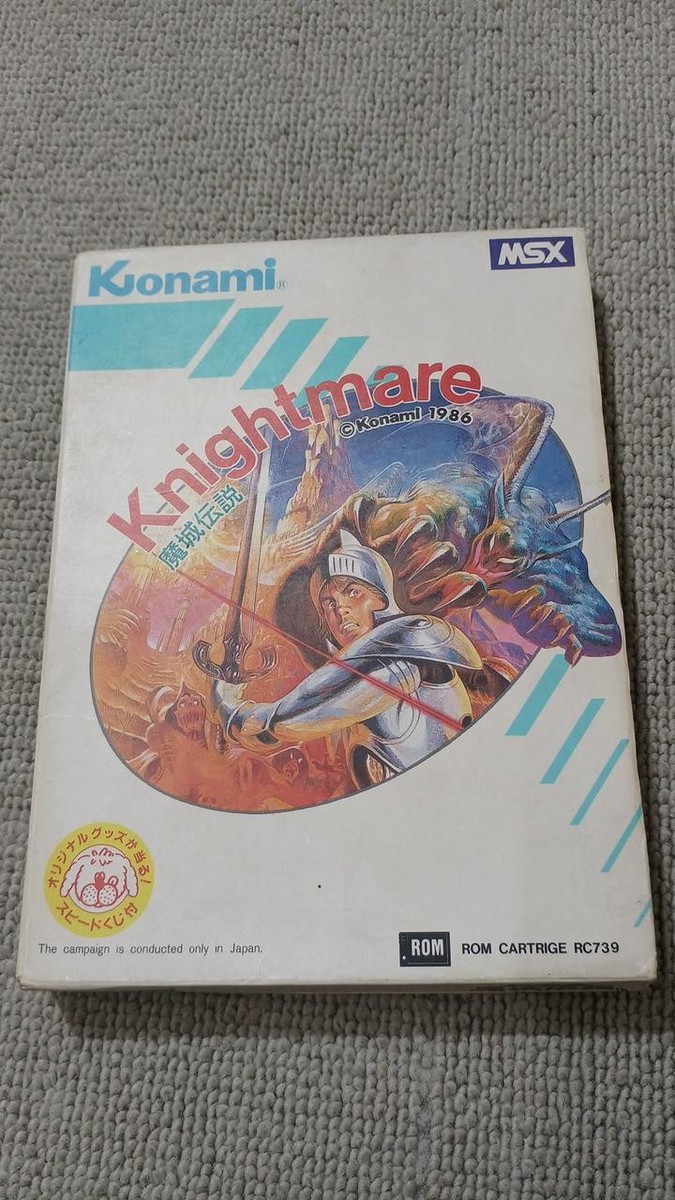 Konami®
MSX
Knightmare
©Konami 1986
魔城伝説
オリジナルグッズが当る!
スピードくじ付
The campaign is conducted only in Japan.
ROM
ROM CARTRIGE RC739